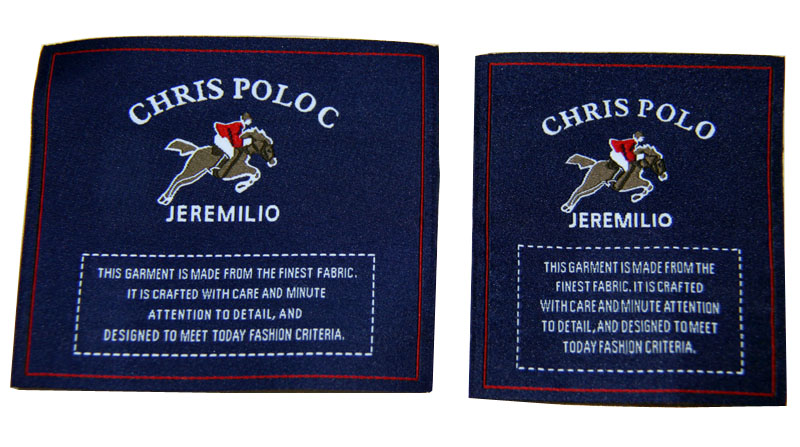 CHRIS POLO C
JEREMILIO
THIS GARMENT IS MADE FROM THE FINEST FABRIC.
IT IS CRAFTED WITH CARE AND MINUTE
ATTENTION TO DETAIL, AND
DESIGNED TO MEET TODAY FASHION CRITERIA.
CHRIS POLO
JEREMILIO
THIS GARMENT IS MADE FROM THE
FINEST FABRIC. IT IS CRAFTED
WITH CARE AND MINUTE ATTENTION
TO DETAIL, AND DESIGNED TO MEET
TODAY FASHION CRITERIA.